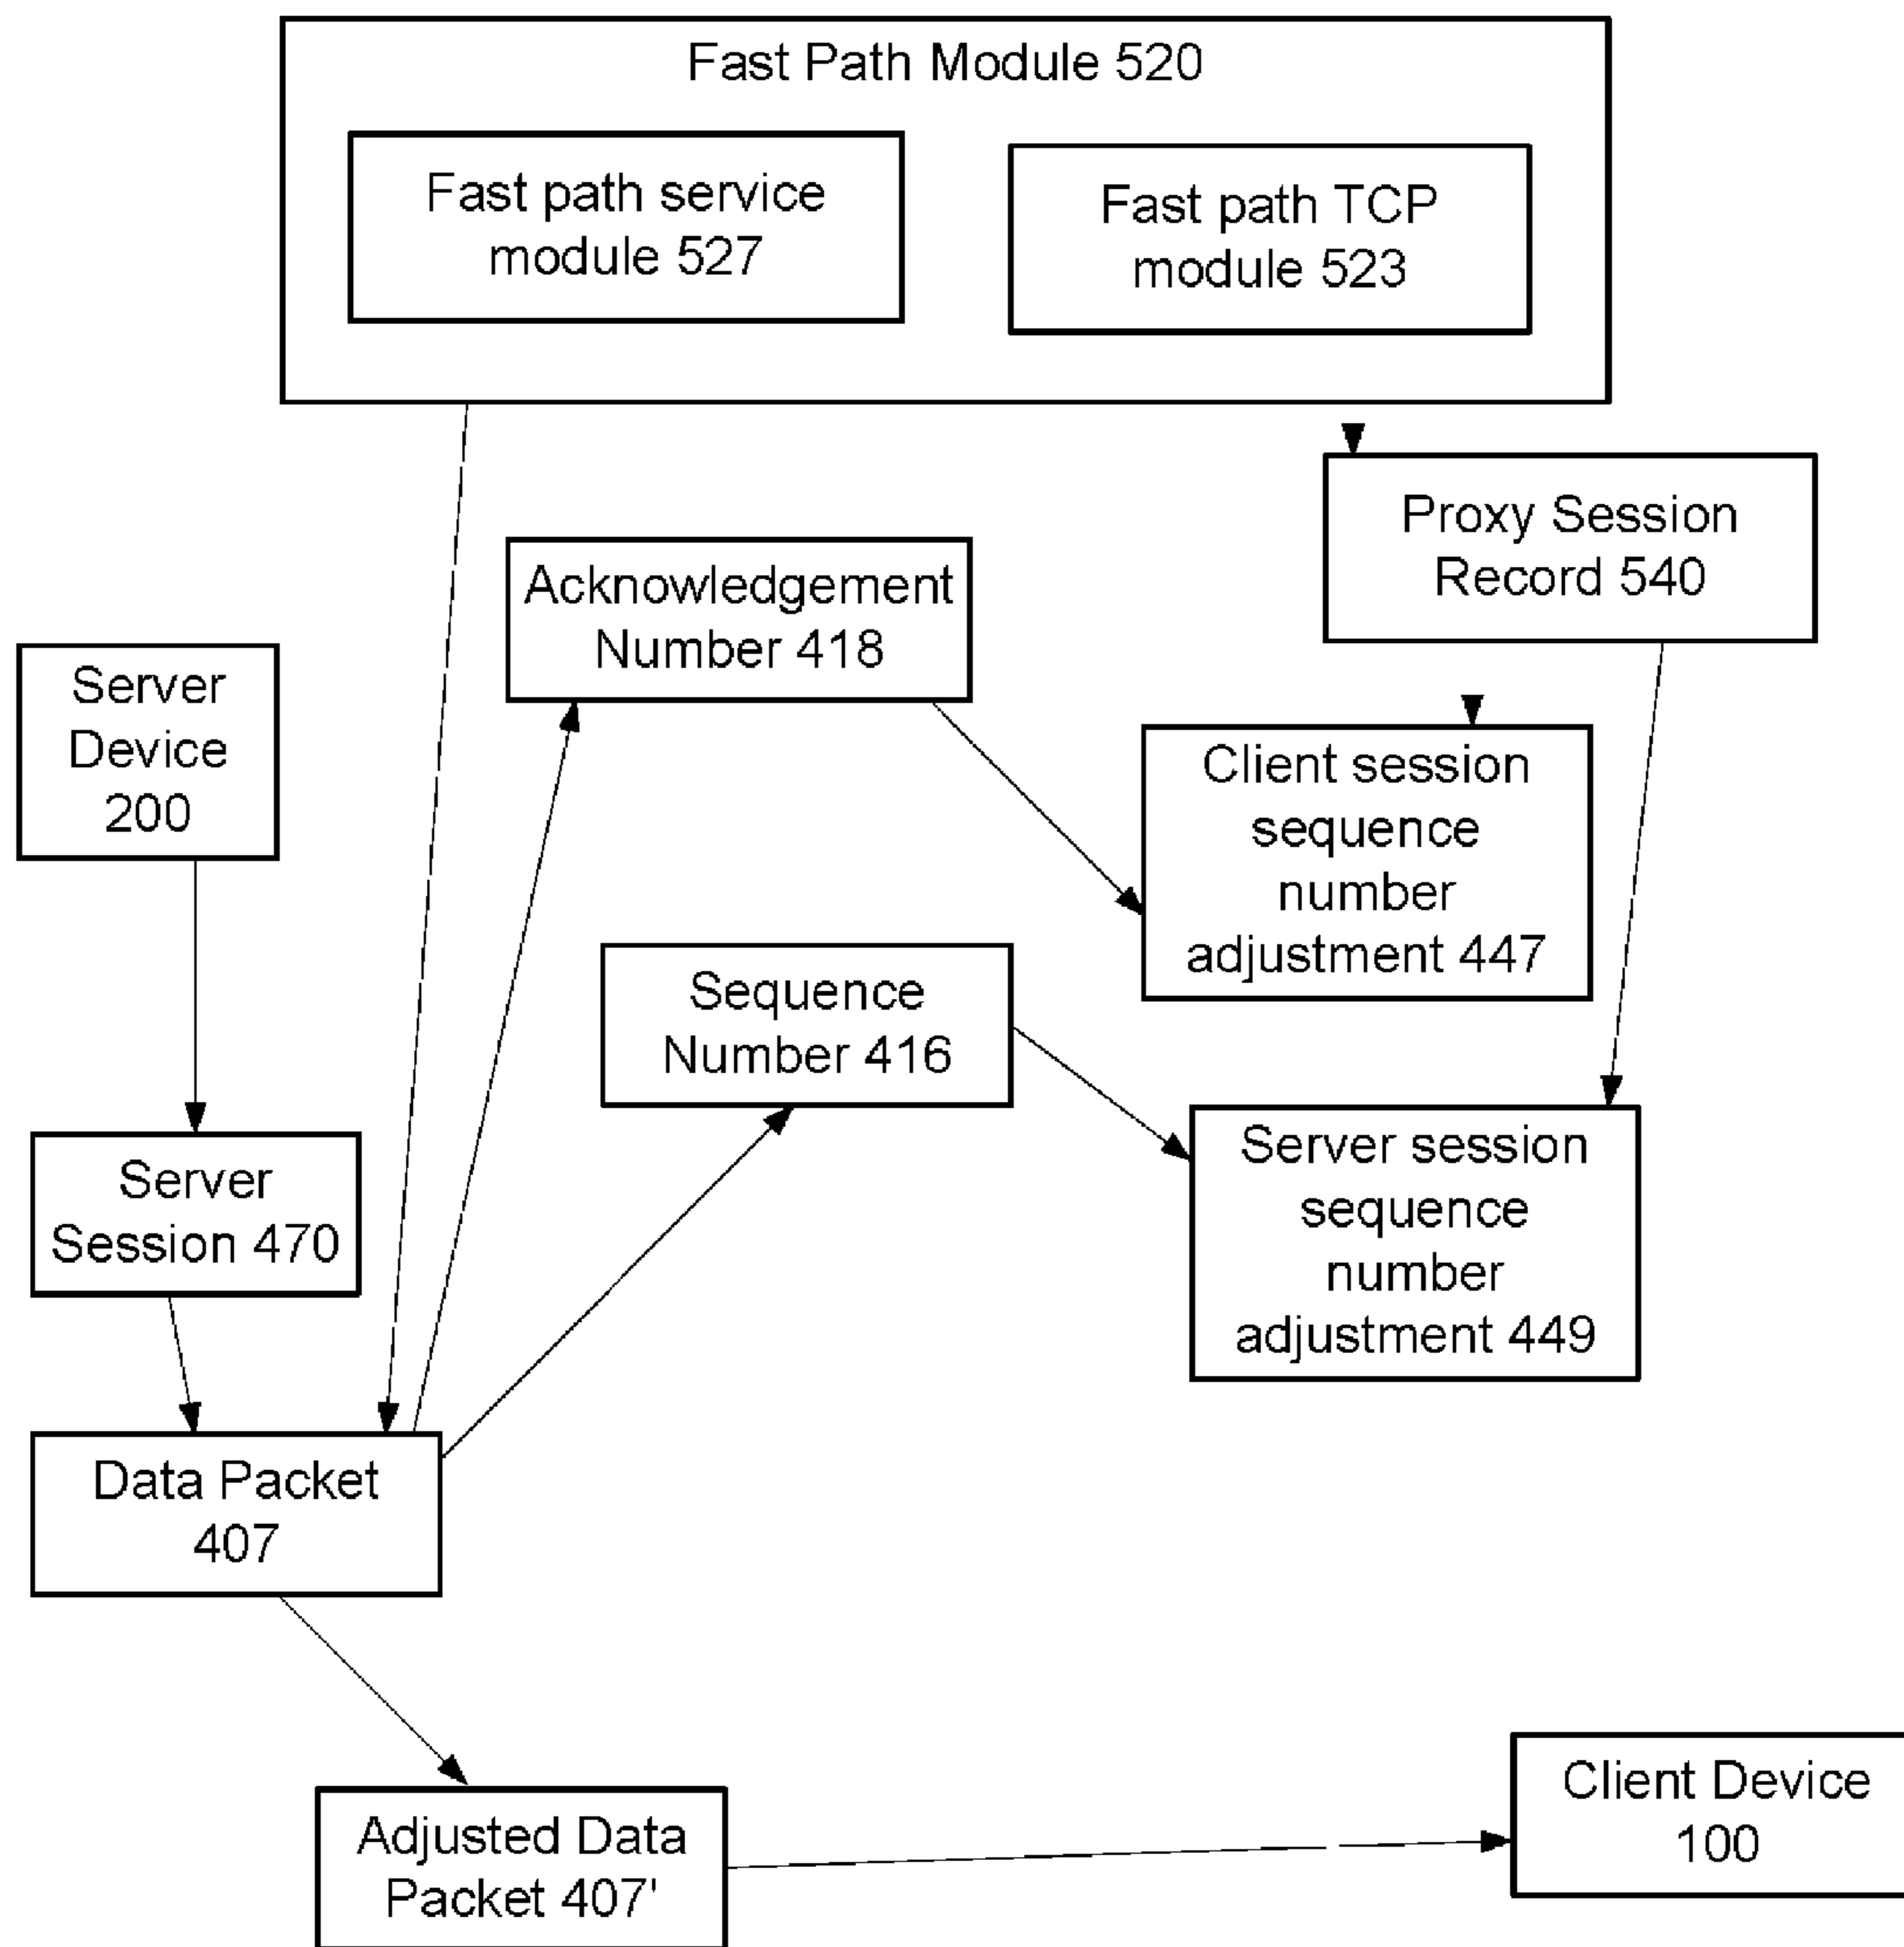 Fast Path Module 520
Fast path service
module 527
Fast path TCP
module 523
Proxy Session
Record 540
Acknowledgement
Number 418
Server
Device
200
Client session
sequence
number
adjustment 447
Sequence
Number 416
Server
Session 470
Server session
sequence
number
adjustment 449
Data Packet
407
Client Device
100
Adjusted Data
Packet 407'